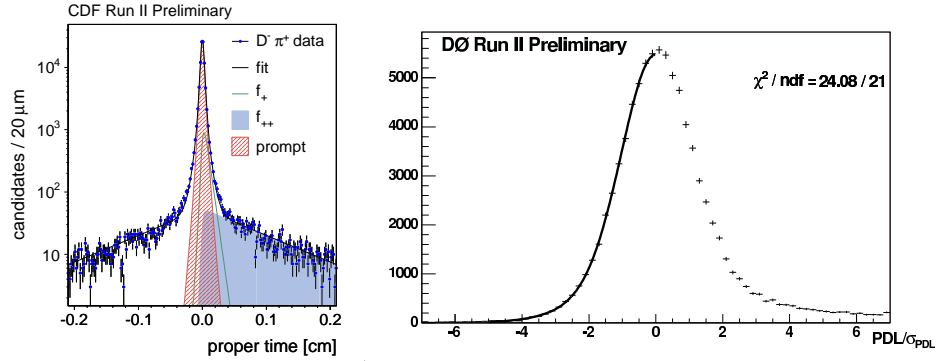 CDF Run II Preliminary
candidates / 20 μm
10⁴
10³
10²
10
D⁻ π⁺ data
fit
f₊
f₊₊
prompt
-0.2 -0.1 0.0 0.1 0.2
proper time [cm]
DØ Run II Preliminary
χ² / ndf = 24.08 / 21
5000
4000
3000
2000
1000
0
-6 -4 -2 0 2 4 6
PDL/σPDL